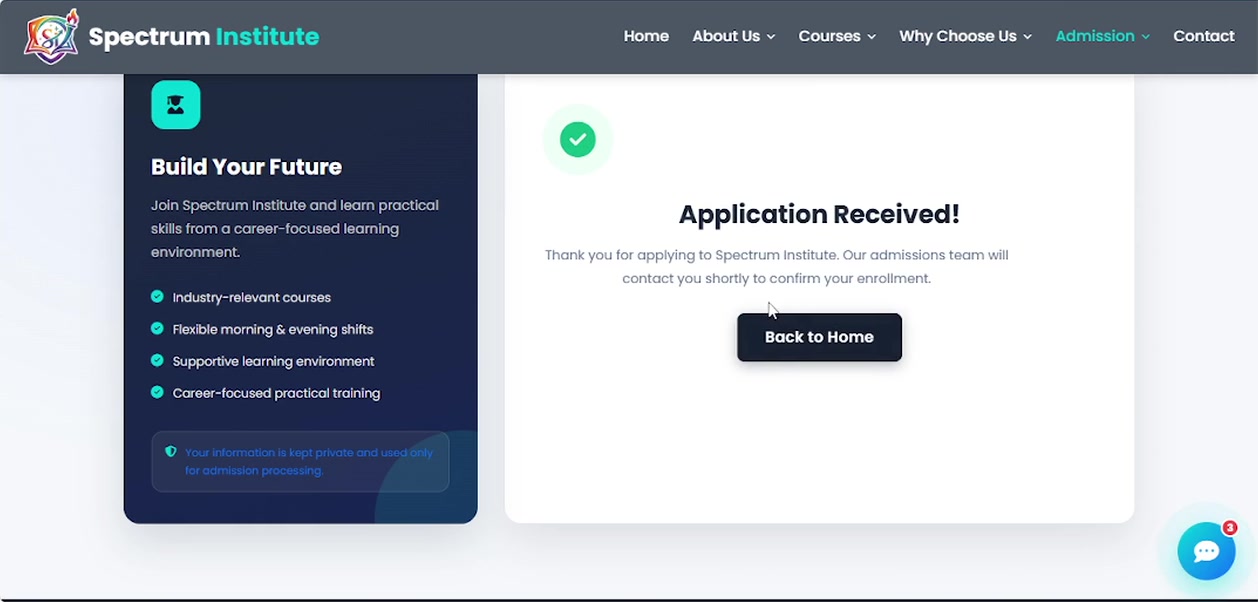 Spectrum Institute
Home
About Us
Courses
Why Choose Us
Admission
Contact
Build Your Future
Join Spectrum Institute and learn practical
skills from a career-focused learning
environment.
Industry-relevant courses
Flexible morning & evening shifts
Supportive learning environment
Career-focused practical training
Your information is kept private and used only
for admission processing.
Application Received!
Thank you for applying to Spectrum Institute. Our admissions team will
contact you shortly to confirm your enrollment.
Back to Home
3